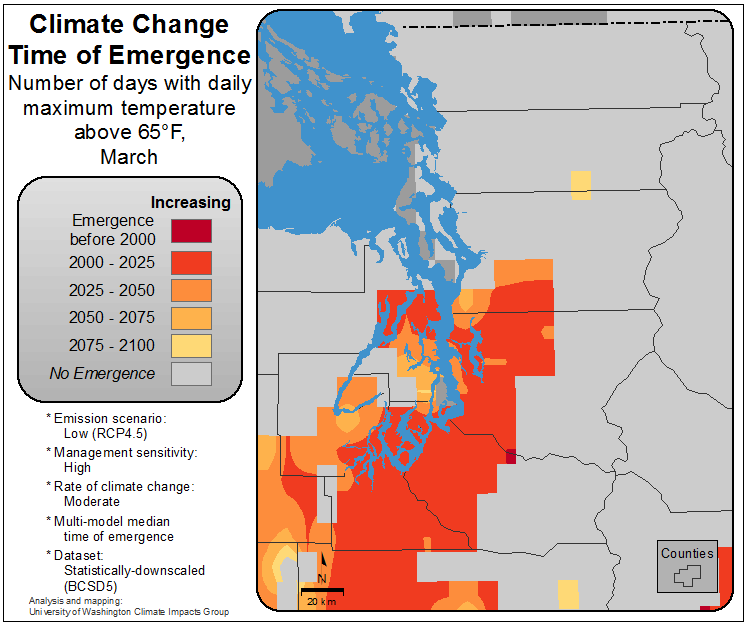 Climate Change
Time of Emergence
Number of days with daily
maximum temperature
above 65°F,
March
Increasing
Emergence
before 2000
2000 - 2025
2025 - 2050
2050 - 2075
2075 - 2100
No Emergence
* Emission scenario:
Low (RCP4.5)
* Management sensitivity:
High
* Rate of climate change:
Moderate
* Multi-model median
time of emergence
* Dataset:
Statistically-downscaled
(BCSD5)
Analysis and mapping:
University of Washington Climate Impacts Group
N
20 km
Counties